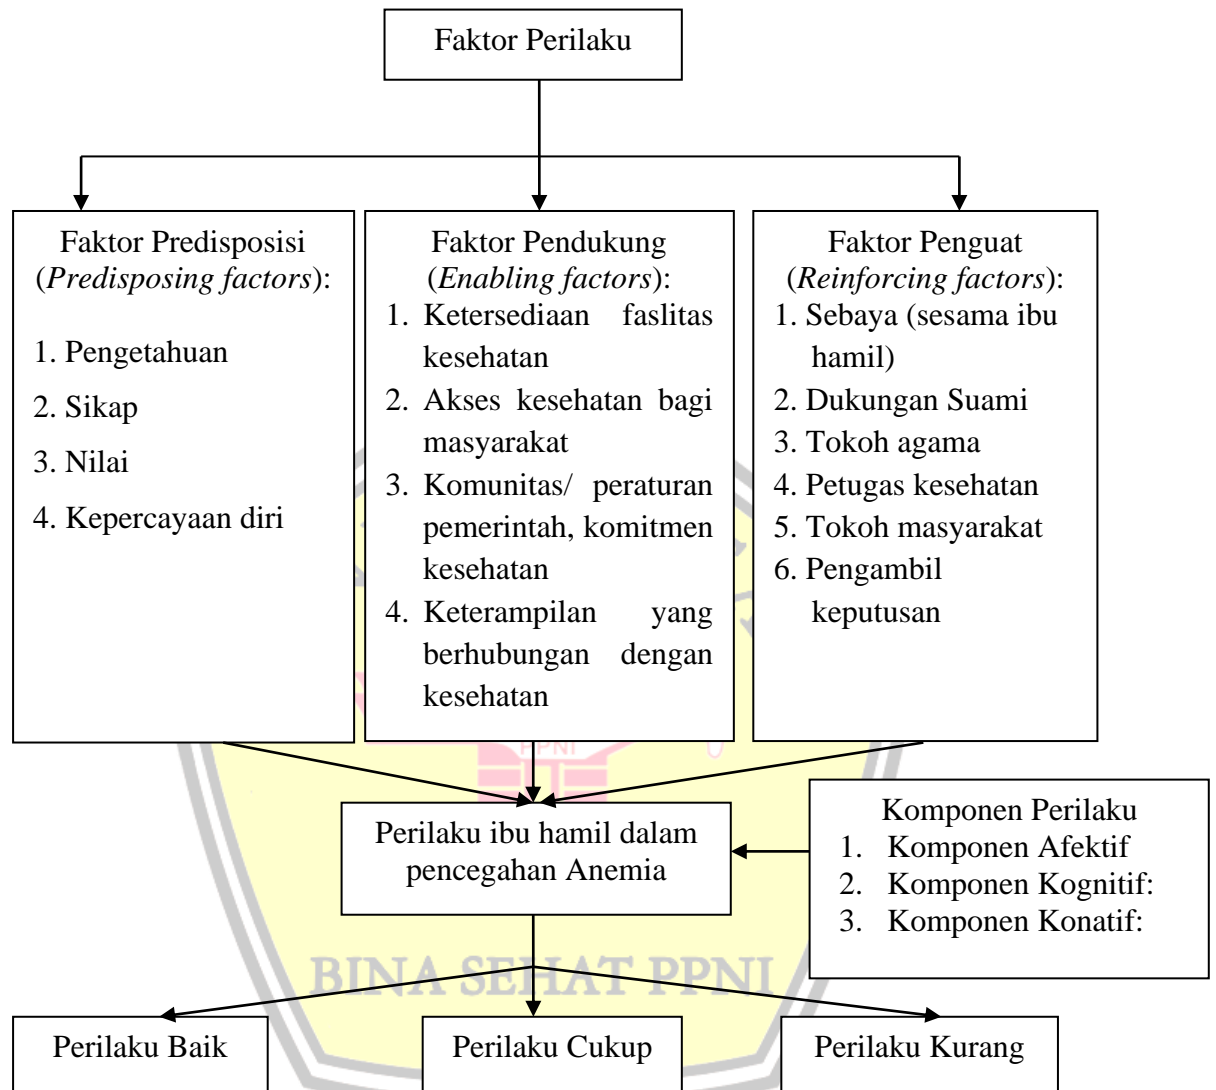 Faktor Perilaku
Faktor Predisposisi
(Predisposing factors):
1. Pengetahuan
2. Sikap
3. Nilai
4. Kepercayaan diri
Faktor Pendukung
(Enabling factors):
1. Ketersediaan faslitas
kesehatan
2. Akses kesehatan bagi
masyarakat
3. Komunitas/ peraturan
pemerintah, komitmen
kesehatan
4. Keterampilan yang
berhubungan dengan
kesehatan
Faktor Penguat
(Reinforcing factors):
1. Sebaya (sesama ibu
hamil)
2. Dukungan Suami
3. Tokoh agama
4. Petugas kesehatan
5. Tokoh masyarakat
6. Pengambil
keputusan
PPNI
Perilaku ibu hamil dalam
pencegahan Anemia
Komponen Perilaku
1. Komponen Afektif
2. Komponen Kognitif:
3. Komponen Konatif:
BINA SEHAT PPNI
Perilaku Baik
Perilaku Cukup
Perilaku Kurang